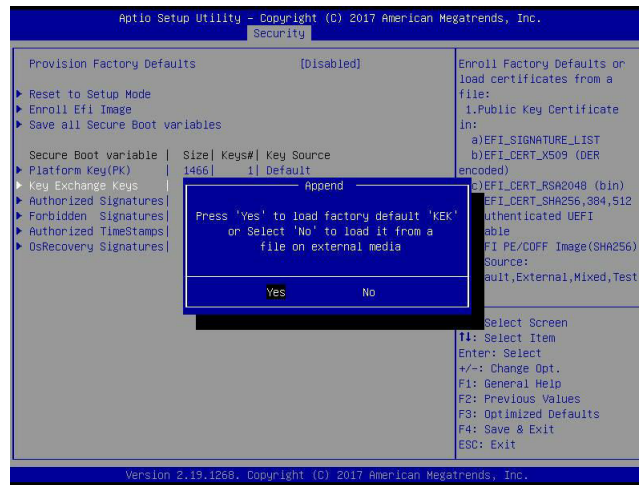 Aptio Setup Utility – Copyright (C) 2017 American Megatrends, Inc.
Security
Provision Factory Defaults [Disabled]
Reset to Setup Mode
Enroll Efi Image
Save all Secure Boot variables
Secure Boot variable | Size| Keys#| Key Source
Platform Key(PK) | 1466| 1| Default
Key Exchange Keys |
Authorized Signatures|
Forbidden Signatures|
Authorized TimeStamps|
OsRecovery Signatures|
Append
Press 'Yes' to load factory default 'KEK'
or Select 'No' to load it from a
file on external media
Yes No
Enroll Factory Defaults or
load certificates from a
file:
1.Public Key Certificate
in:
a)EFI_SIGNATURE_LIST
b)EFI_CERT_X509 (DER
encoded)
c)EFI_CERT_RSA2048 (bin)
EFI_CERT_SHA256,384,512
UEFI
PE/COFF Image(SHA256)
Source:
,External,Mixed,Test
Select Screen
↑↓: Select Item
Enter: Select
+/-: Change Opt.
F1: General Help
F2: Previous Values
F3: Optimized Defaults
F4: Save & Exit
ESC: Exit
Version 2.19.1268. Copyright (C) 2017 American Megatrends, Inc.